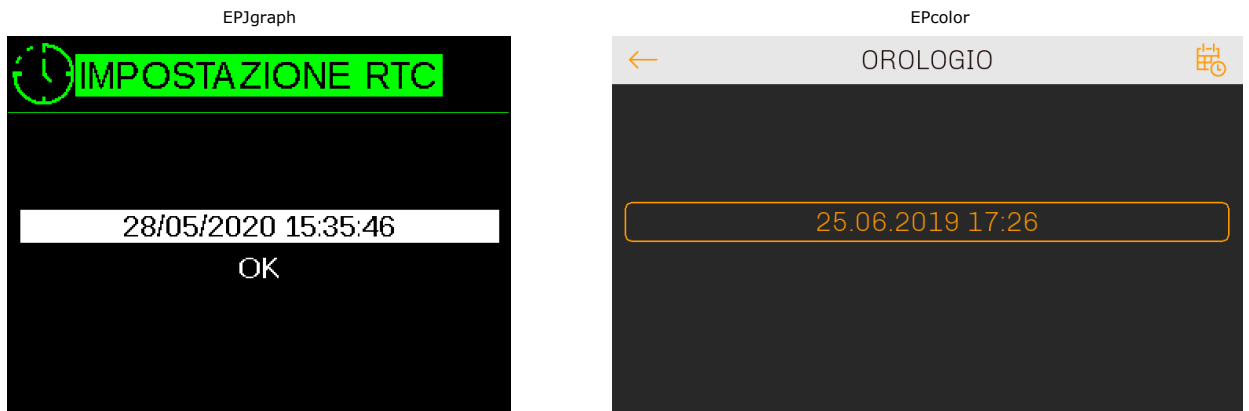 EPJgraph
IMPOSTAZIONE RTC
28/05/2020 15:35:46
OK
EPcolor
OROLOGIO
25.06.2019 17:26